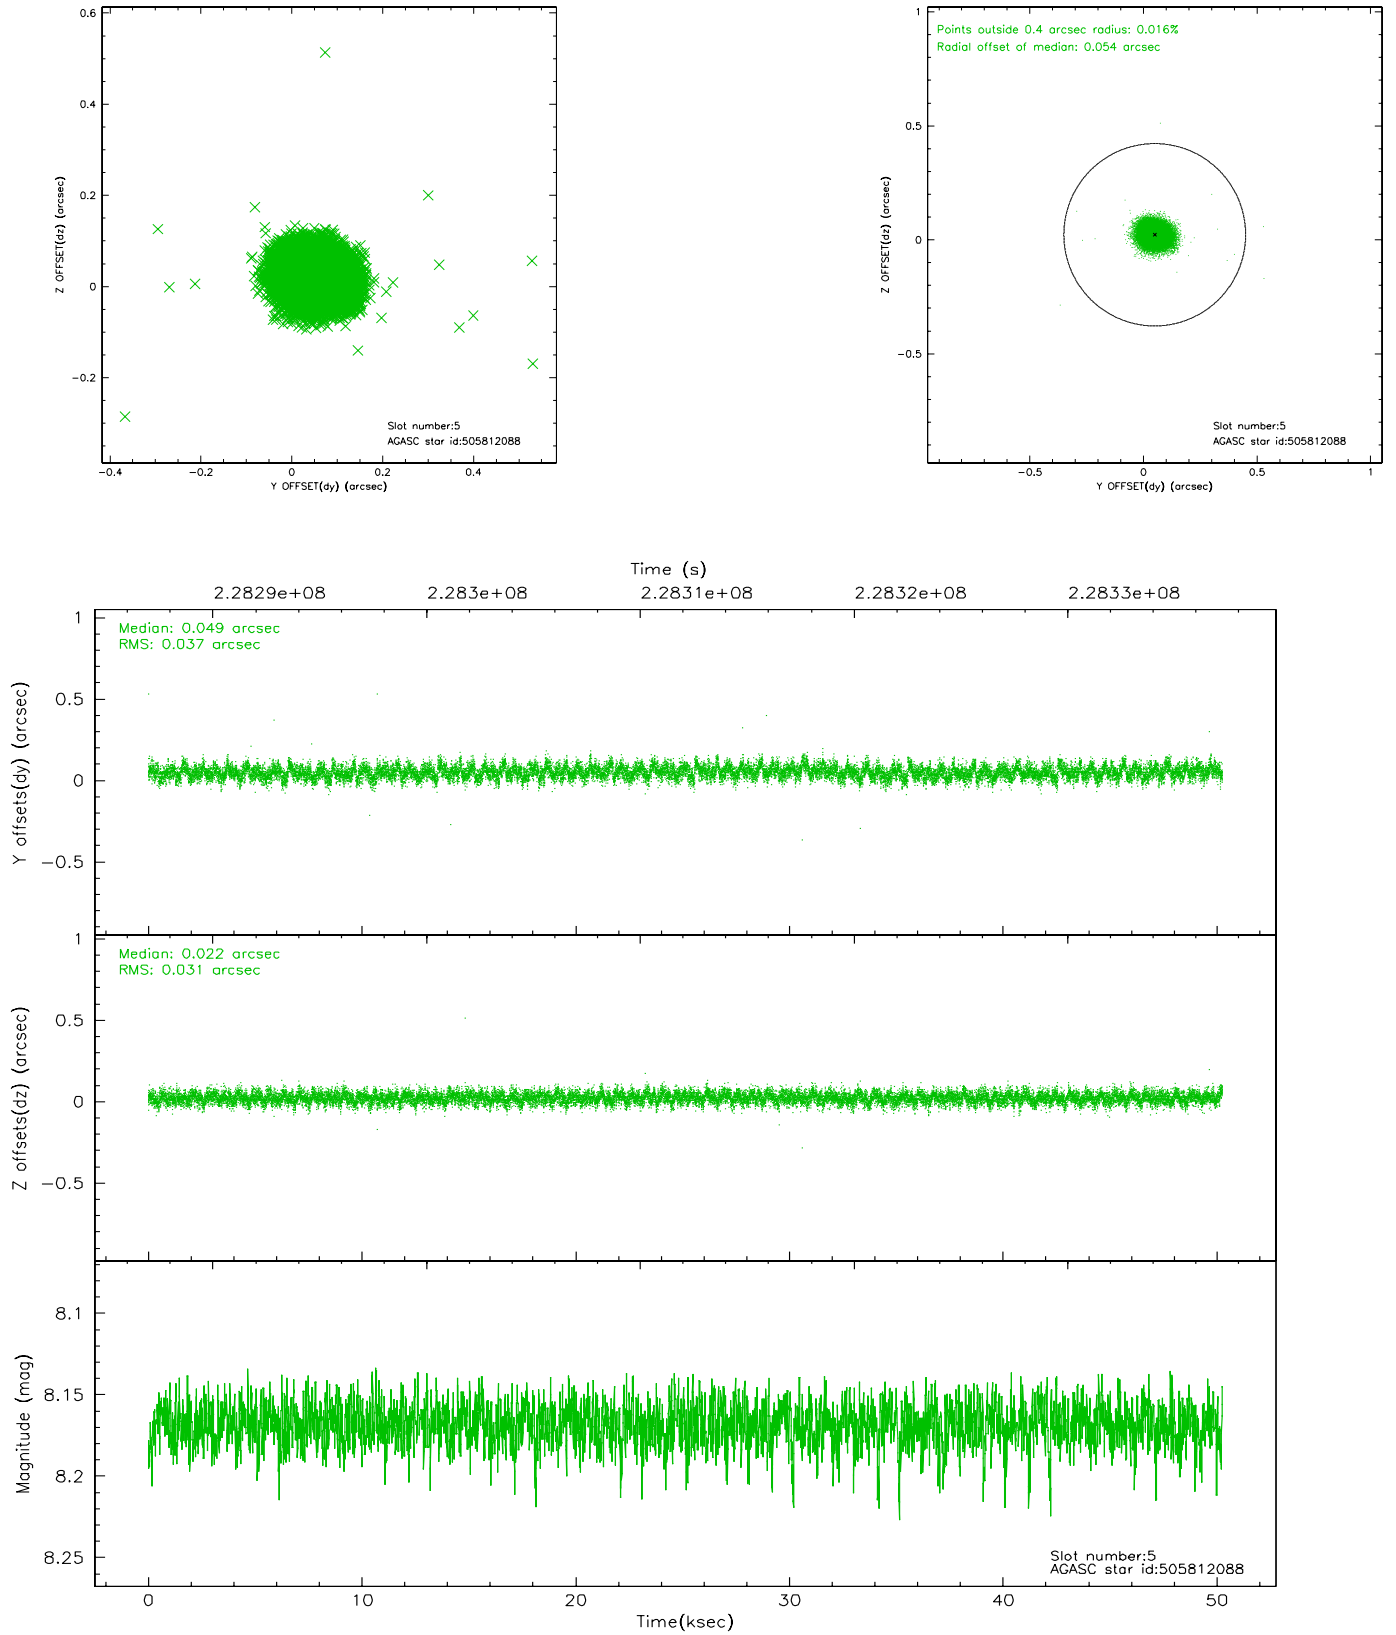 0.6
0.4
0.2
0
−0.2
Z OFFSET(dz) (arcsec)
Slot number:5
AGASC star id:505812088
−0.4 −0.2 0 0.2 0.4
Y OFFSET(dy) (arcsec)
1
0.5
0
−0.5
Z OFFSET(dz) (arcsec)
Points outside 0.4 arcsec radius: 0.016%
Radial offset of median: 0.054 arcsec
Slot number:5
AGASC star id:505812088
−0.5 0 0.5 1
Y OFFSET(dy) (arcsec)
Time (s)
2.2829e+08 2.283e+08 2.2831e+08 2.2832e+08 2.2833e+08
1
0.5
0
−0.5
Y offsets(dy) (arcsec)
Median: 0.049 arcsec
RMS: 0.037 arcsec
1
0.5
0
−0.5
Z offsets(dz) (arcsec)
Median: 0.022 arcsec
RMS: 0.031 arcsec
8.1
8.15
8.2
8.25
Magnitude (mag)
Slot number:5
AGASC star id:505812088
0 10 20 30 40 50
Time(ksec)